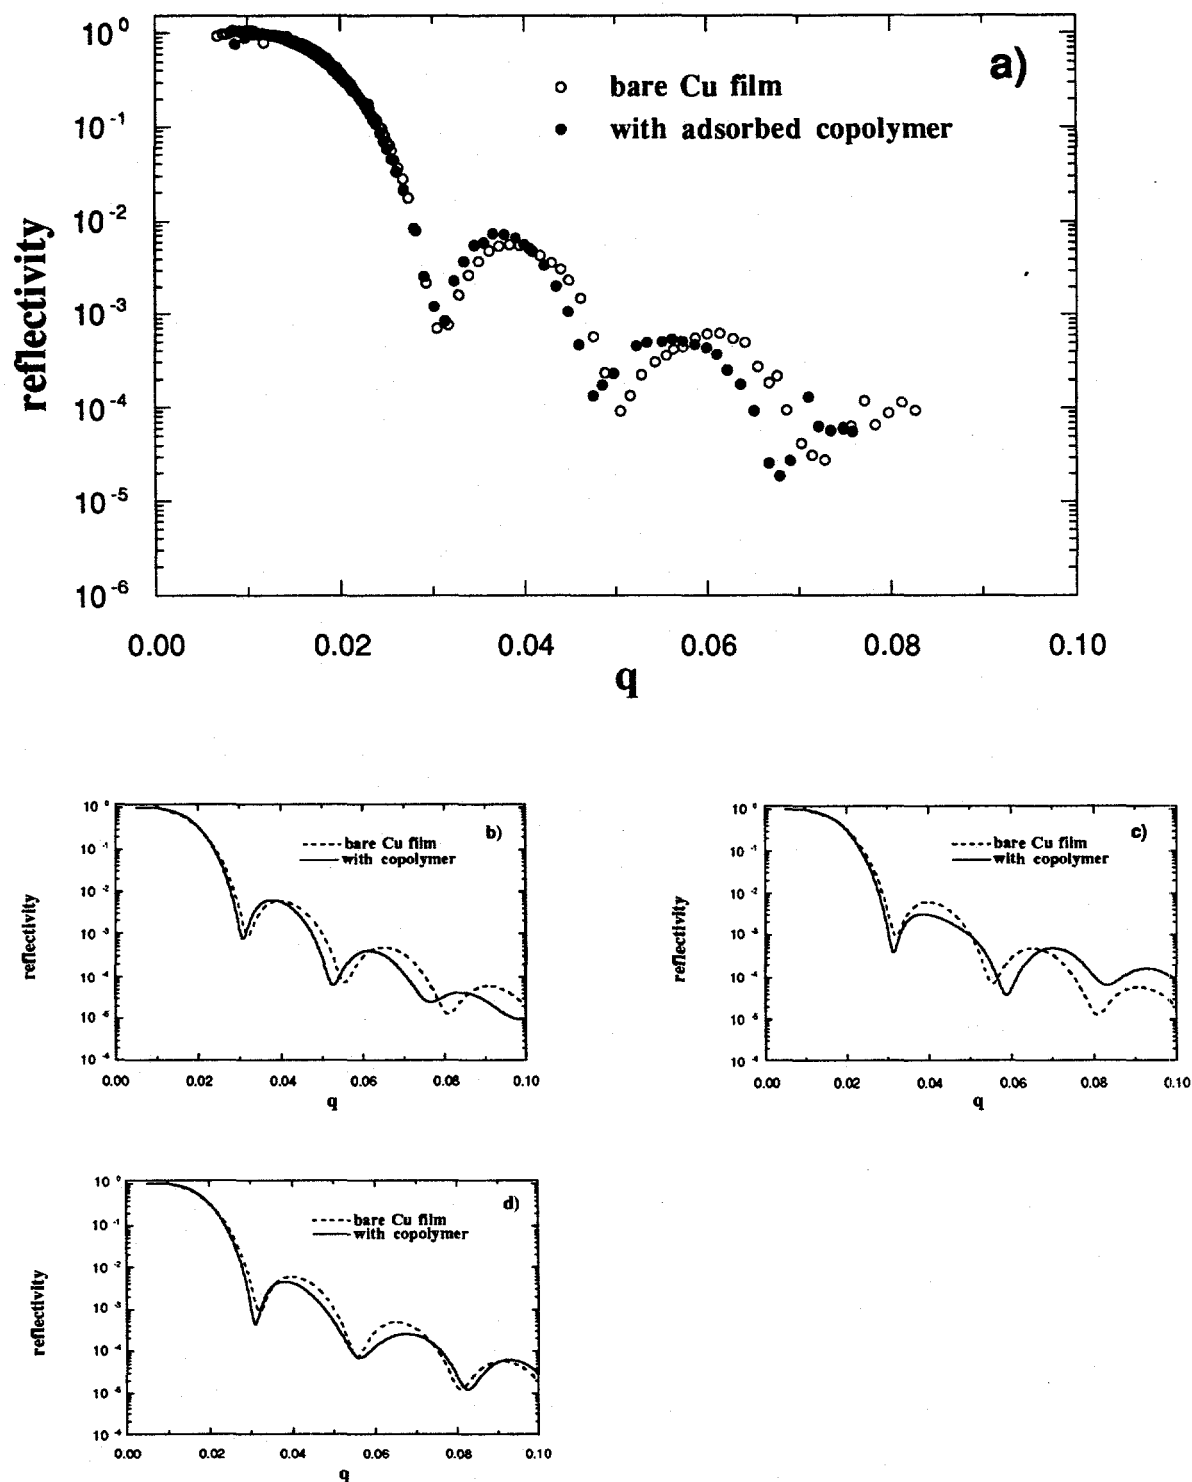 a)
bare Cu film
with adsorbed copolymer
reflectivity
10⁰
10⁻¹
10⁻²
10⁻³
10⁻⁴
10⁻⁵
10⁻⁶
0.00 0.02 0.04 0.06 0.08 0.10
q
b)
bare Cu film
with copolymer
reflectivity
10⁰
10⁻¹
10⁻²
10⁻³
10⁻⁴
10⁻⁵
10⁻⁶
0.00 0.02 0.04 0.06 0.08 0.10
q
c)
bare Cu film
with copolymer
reflectivity
10⁰
10⁻¹
10⁻²
10⁻³
10⁻⁴
10⁻⁵
10⁻⁶
0.00 0.02 0.04 0.06 0.08 0.10
q
d)
bare Cu film
with copolymer
reflectivity
10⁰
10⁻¹
10⁻²
10⁻³
10⁻⁴
10⁻⁵
10⁻⁶
0.00 0.02 0.04 0.06 0.08 0.10
q